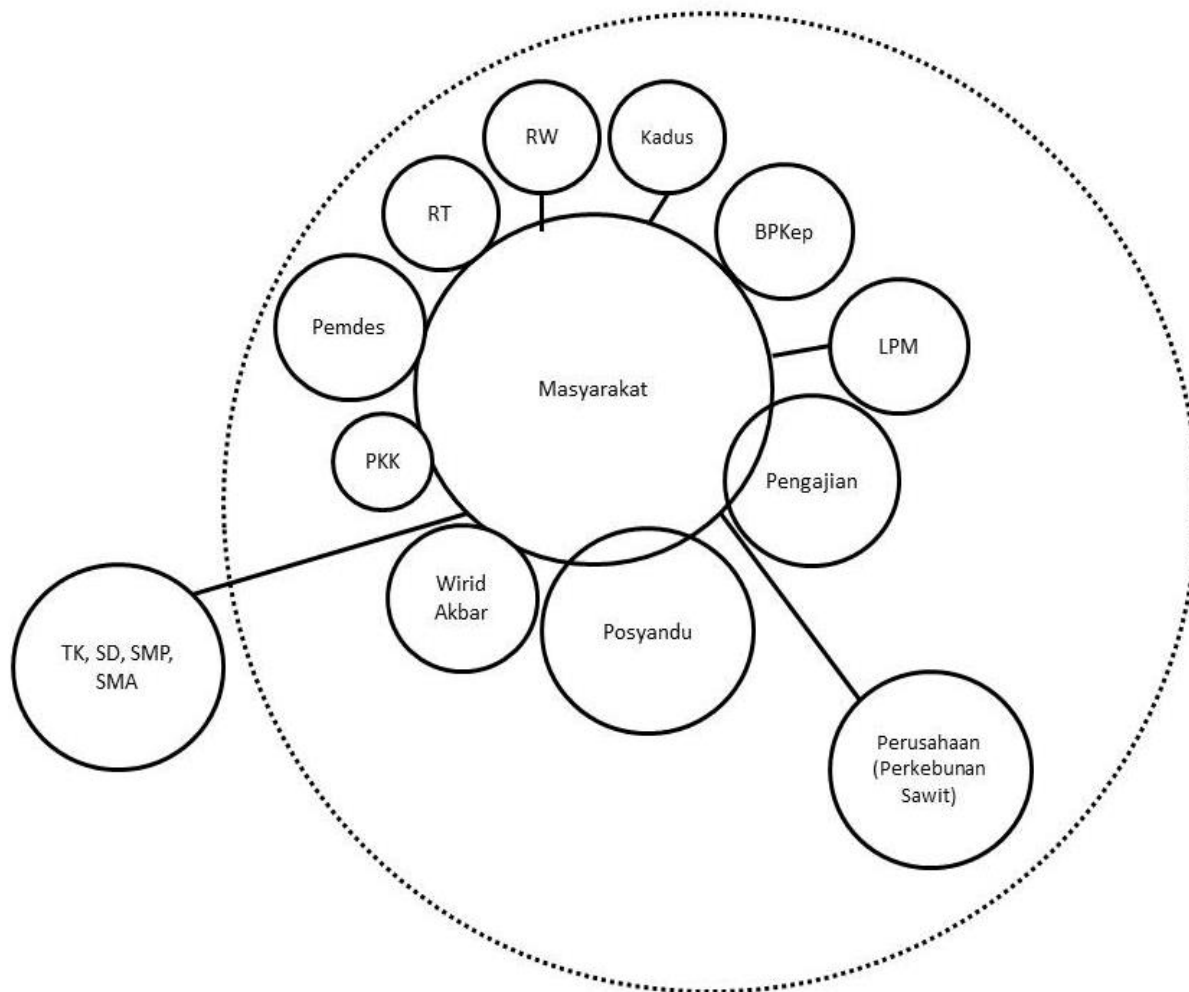 RW
Kadus
RT
BPKep
Pemdes
LPM
Masyarakat
PKK
Pengajian
Wirid
Akbar
Posyandu
TK, SD, SMP,
SMA
Perusahaan
(Perkebunan
Sawit)